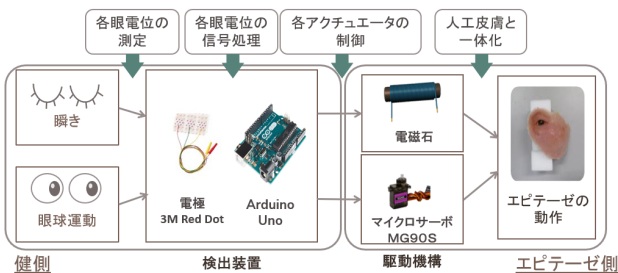 各眼電位の
測定
各眼電位の
信号処理
各アクチュエータの
制御
人工皮膚と
一体化
瞬き
眼球運動
電極
3M Red Dot
Arduino
Uno
電磁石
マイクロサーボ
MG90S
エピテーゼの
動作
健側
検出装置
駆動機構
エピテーゼ側